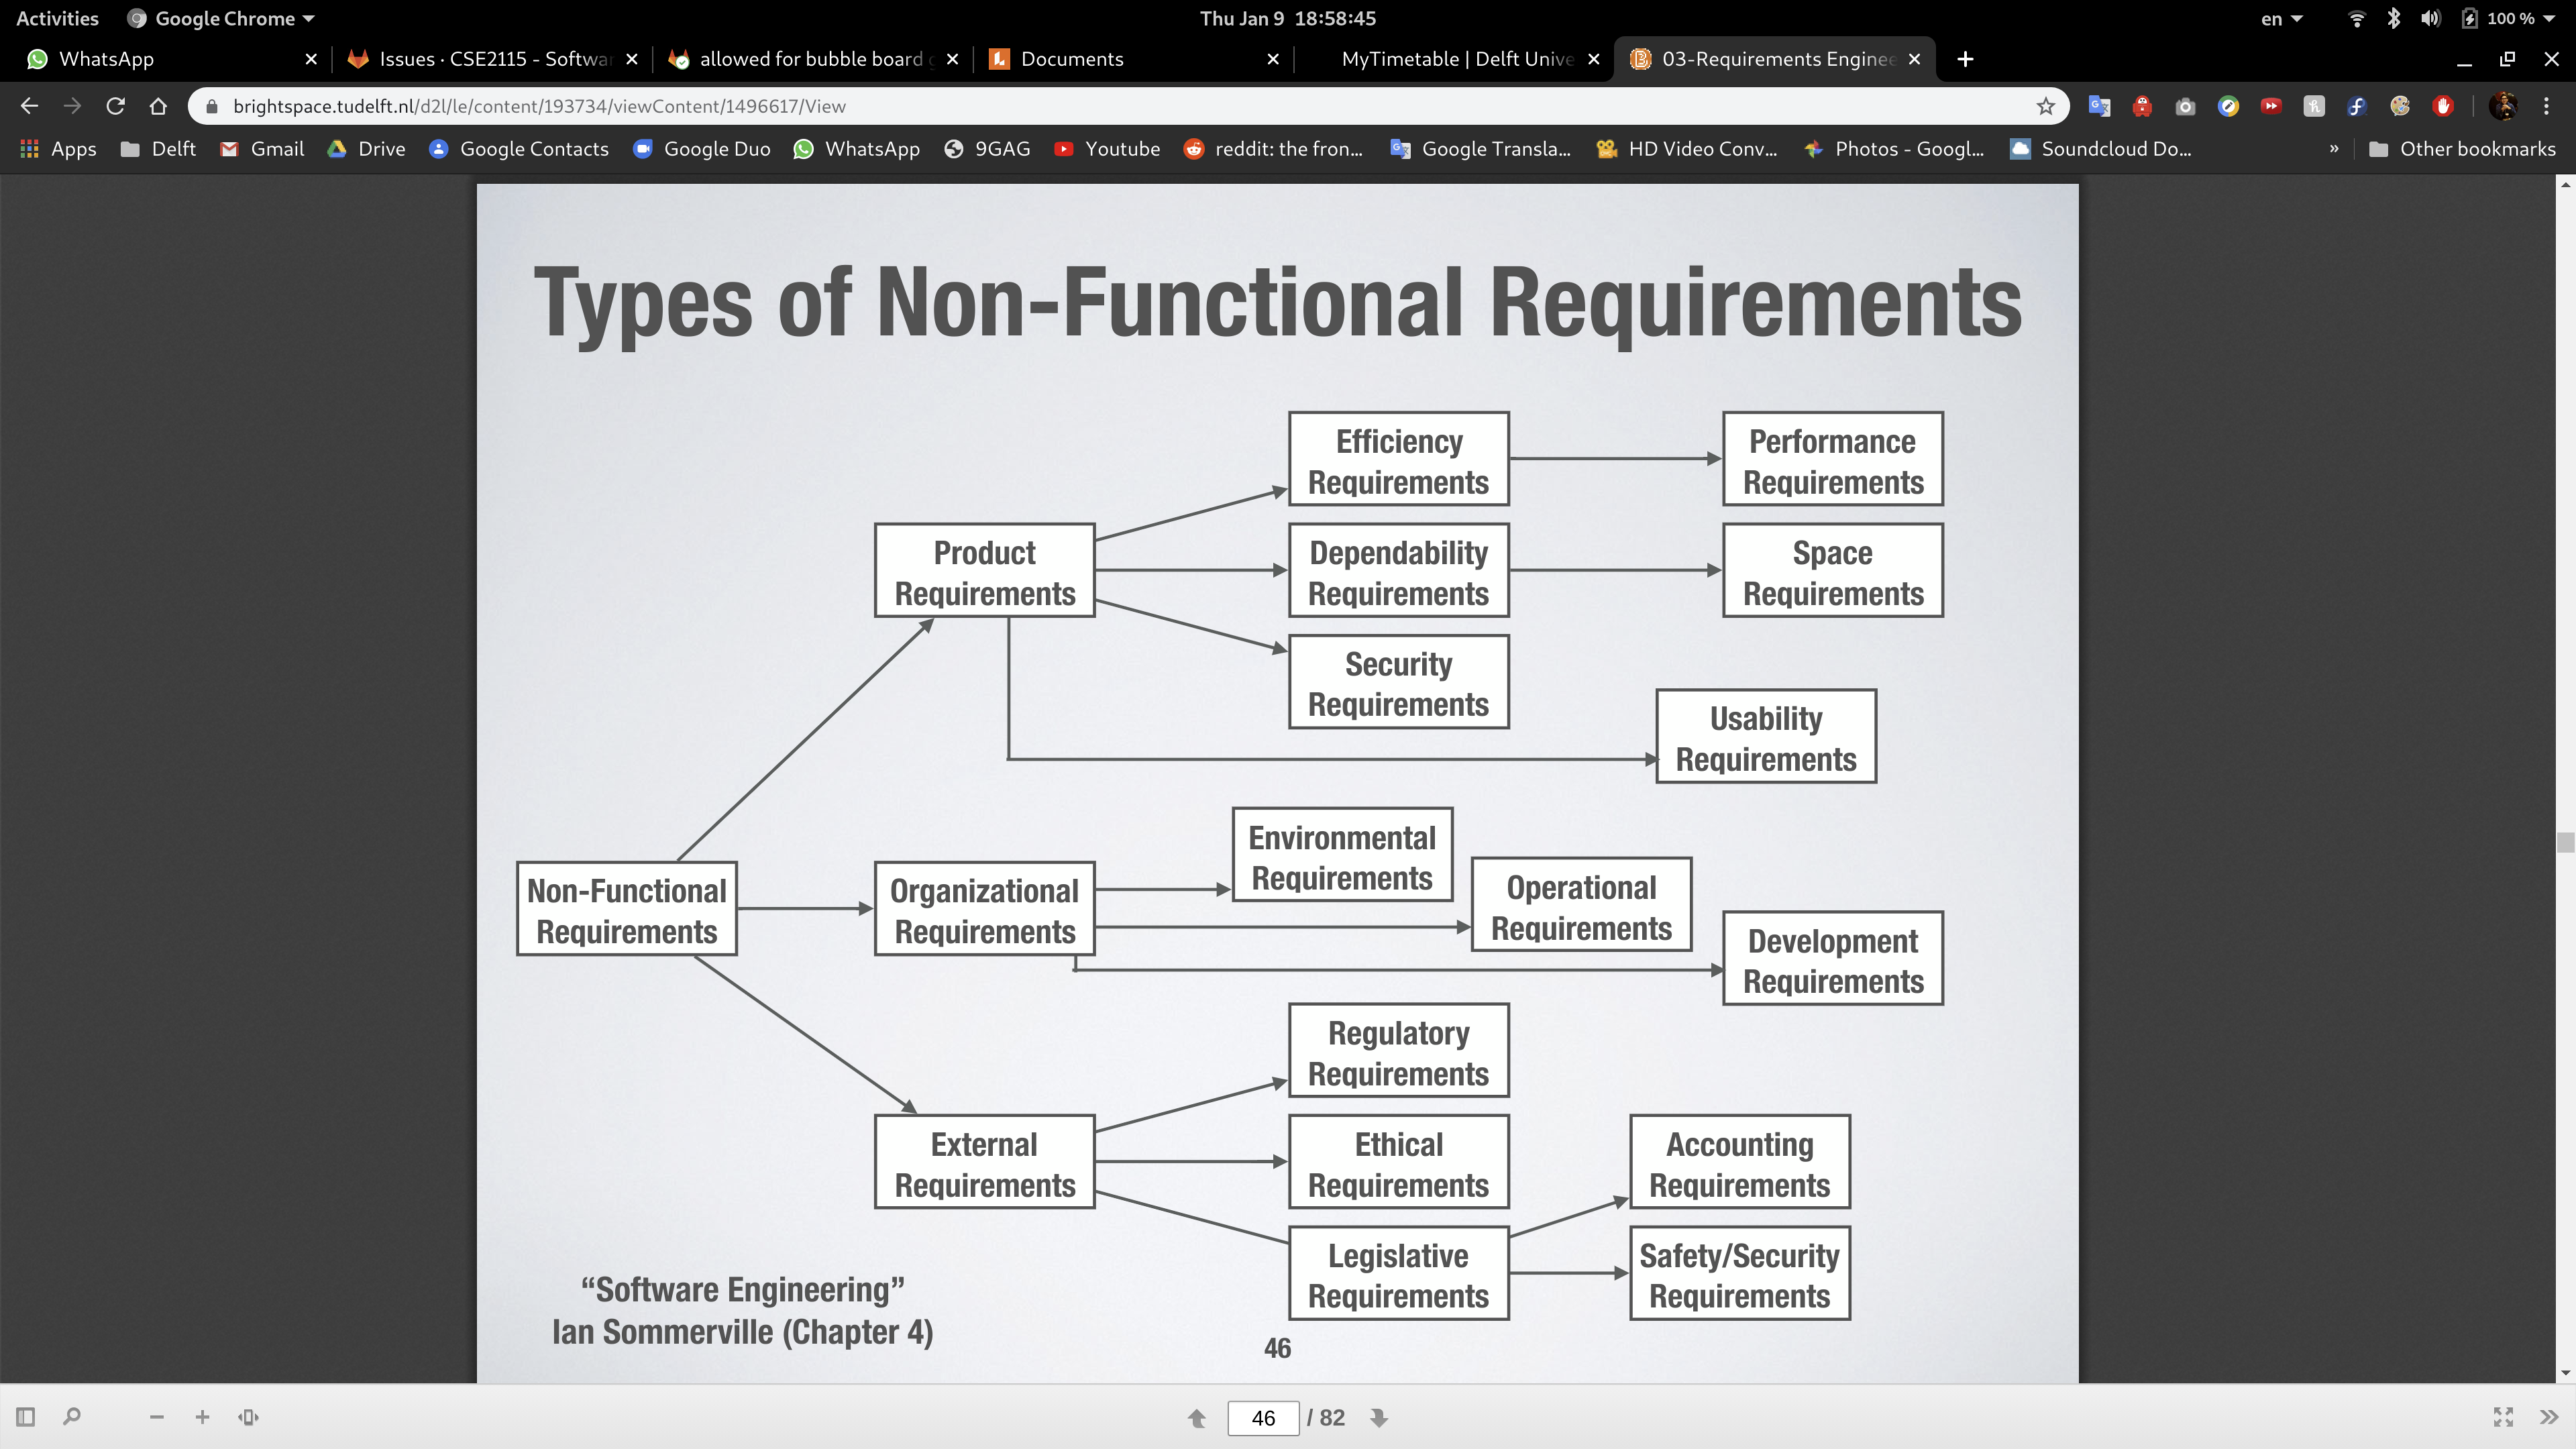 Activities Google Chrome Thu Jan 9 18:58:45 en 100 %
WhatsApp Issues · CSE2115 - Softwar allowed for bubble board Documents MyTimetable | Delft Unive 03-Requirements Enginee
brightspace.tudelft.nl/d2l/le/content/193734/viewContent/1496617/View
Apps Delft Gmail Drive Google Contacts Google Duo WhatsApp 9GAG Youtube reddit: the fron... Google Transla... HD Video Conv... Photos - Googl... Soundcloud Do... » Other bookmarks
Types of Non-Functional Requirements
Efficiency
Requirements
Performance
Requirements
Product
Requirements
Dependability
Requirements
Space
Requirements
Security
Requirements
Usability
Requirements
Non-Functional
Requirements
Organizational
Requirements
Environmental
Requirements
Operational
Requirements
Development
Requirements
Regulatory
Requirements
External
Requirements
Ethical
Requirements
Accounting
Requirements
Legislative
Requirements
Safety/Security
Requirements
“Software Engineering”
Ian Sommerville (Chapter 4)
46
46 / 82